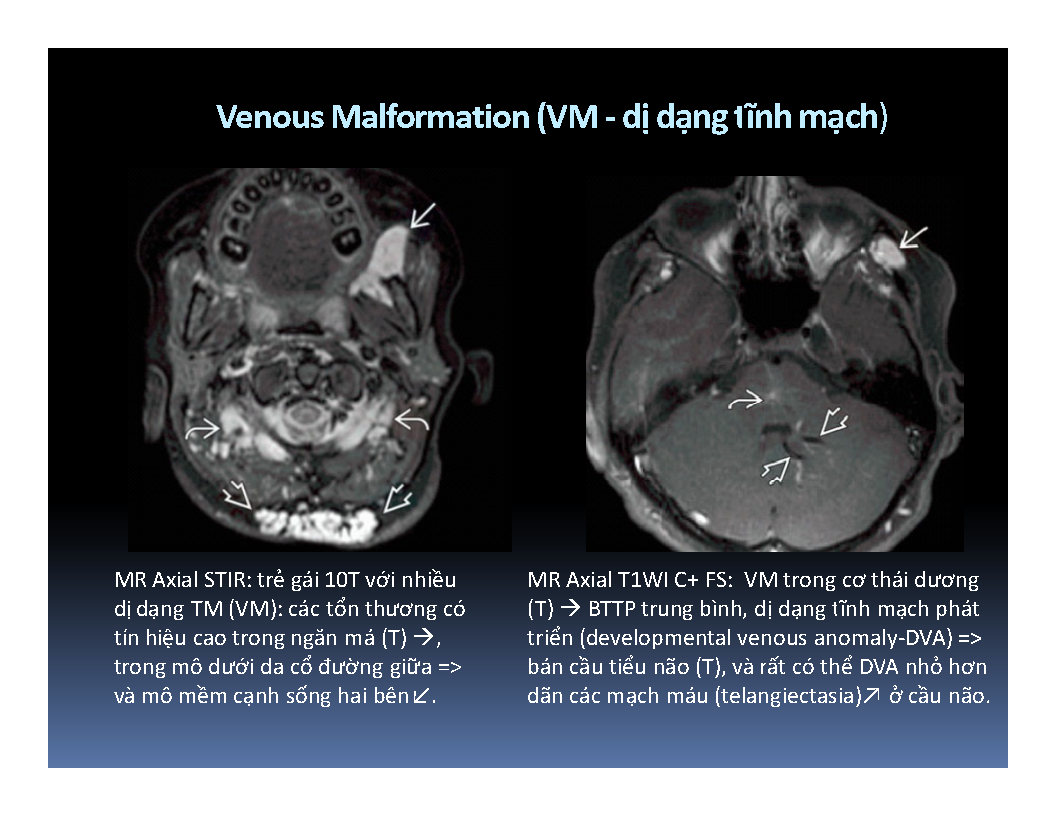 Venous Malformation (VM - dị dạng tĩnh mạch)
MR Axial STIR: trẻ gái 10T với nhiều
dị dạng TM (VM): các tổn thương có
tín hiệu cao trong ngăn má (T) →,
trong mô dưới da cổ đường giữa =>
và mô mềm cạnh sống hai bên↙.
MR Axial T1WI C+ FS: VM trong cơ thái dương
(T) → BTTP trung bình, dị dạng tĩnh mạch phát
triển (developmental venous anomaly-DVA) =>
bán cầu tiểu não (T), và rất có thể DVA nhỏ hơn
dãn các mạch máu (telangiectasia)↗ ở cầu não.